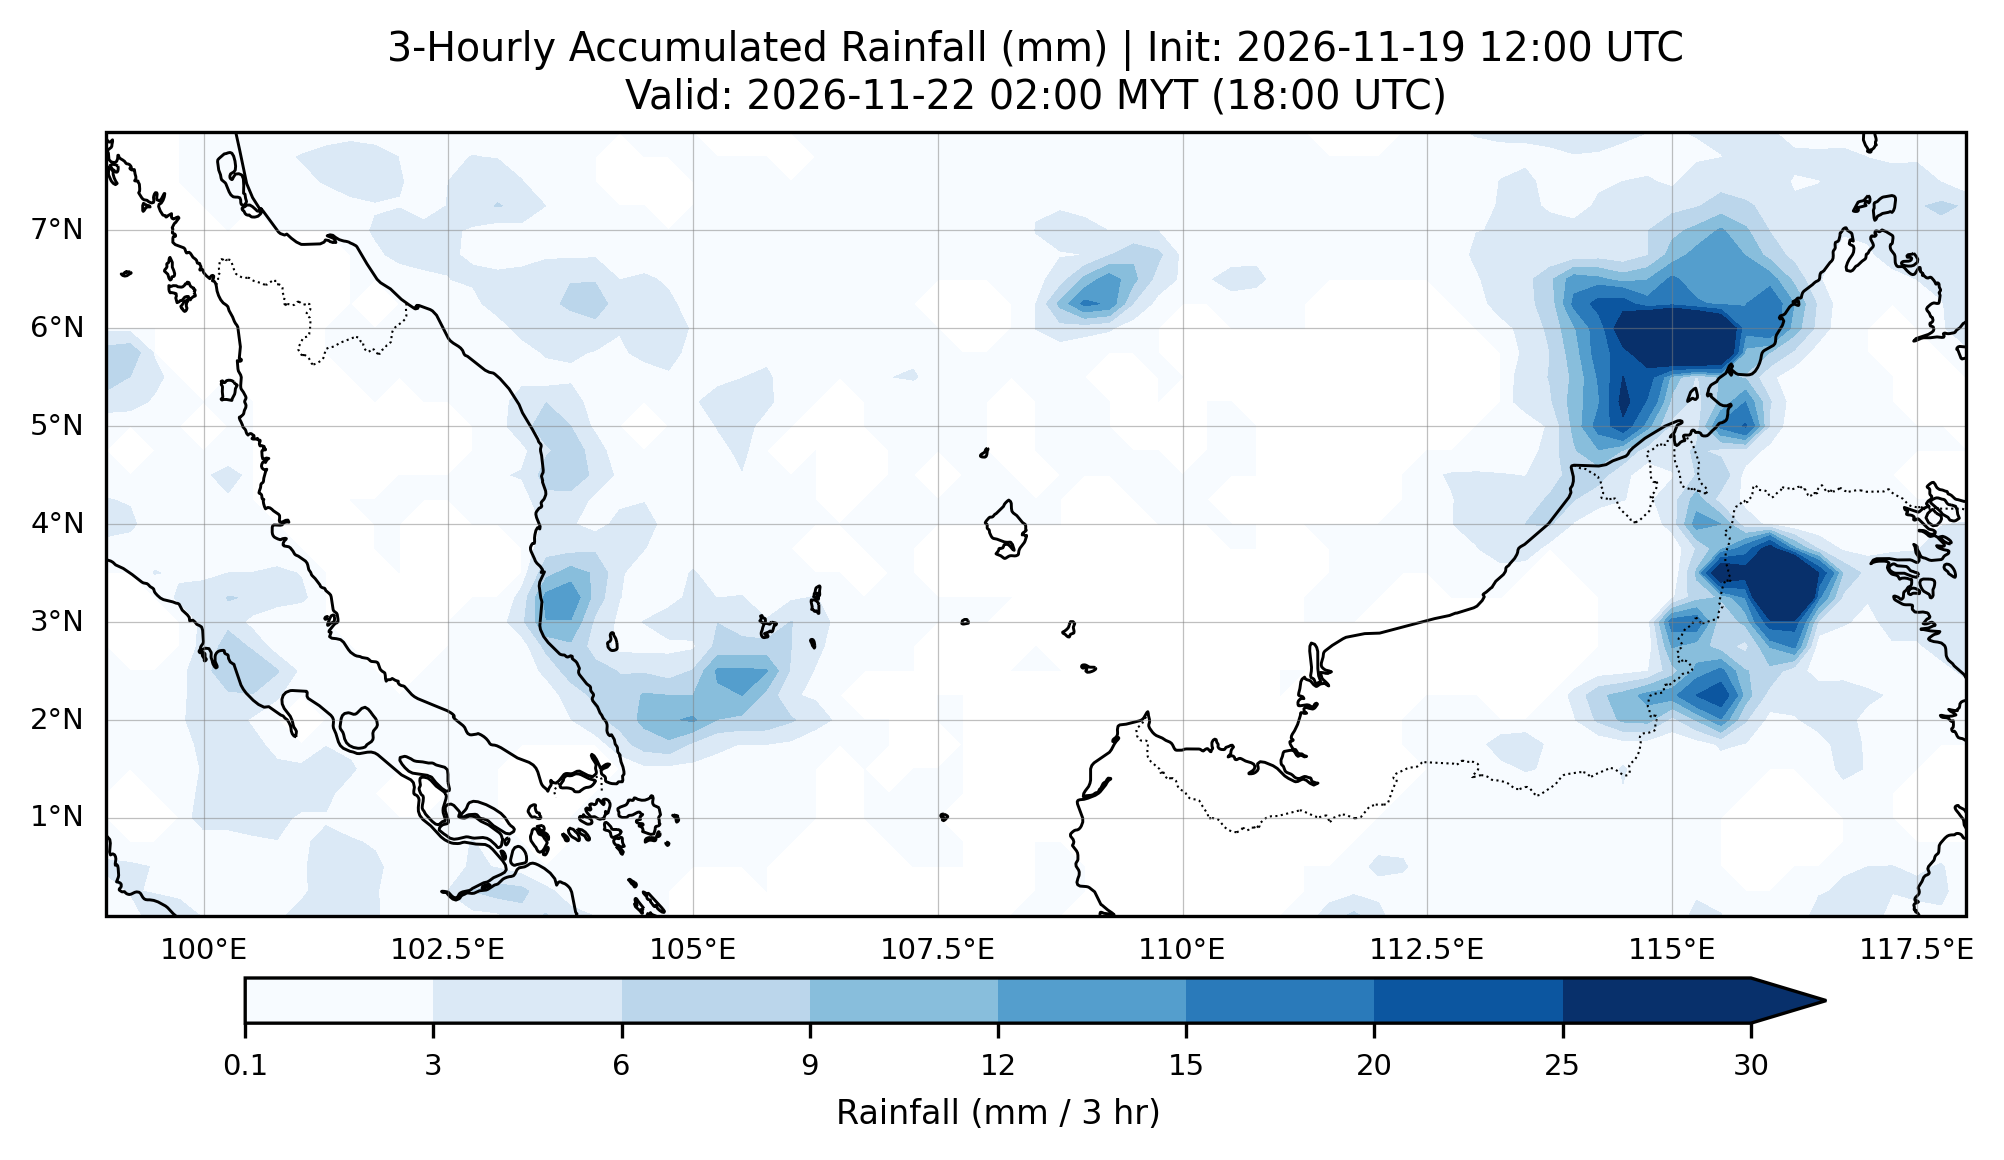 3-Hourly Accumulated Rainfall (mm) | Init: 2026-11-19 12:00 UTC
Valid: 2026-11-22 02:00 MYT (18:00 UTC)
7°N
6°N
5°N
4°N
3°N
2°N
1°N
100°E 102.5°E 105°E 107.5°E 110°E 112.5°E 115°E 117.5°E
0.1 3 6 9 12 15 20 25 30
Rainfall (mm / 3 hr)